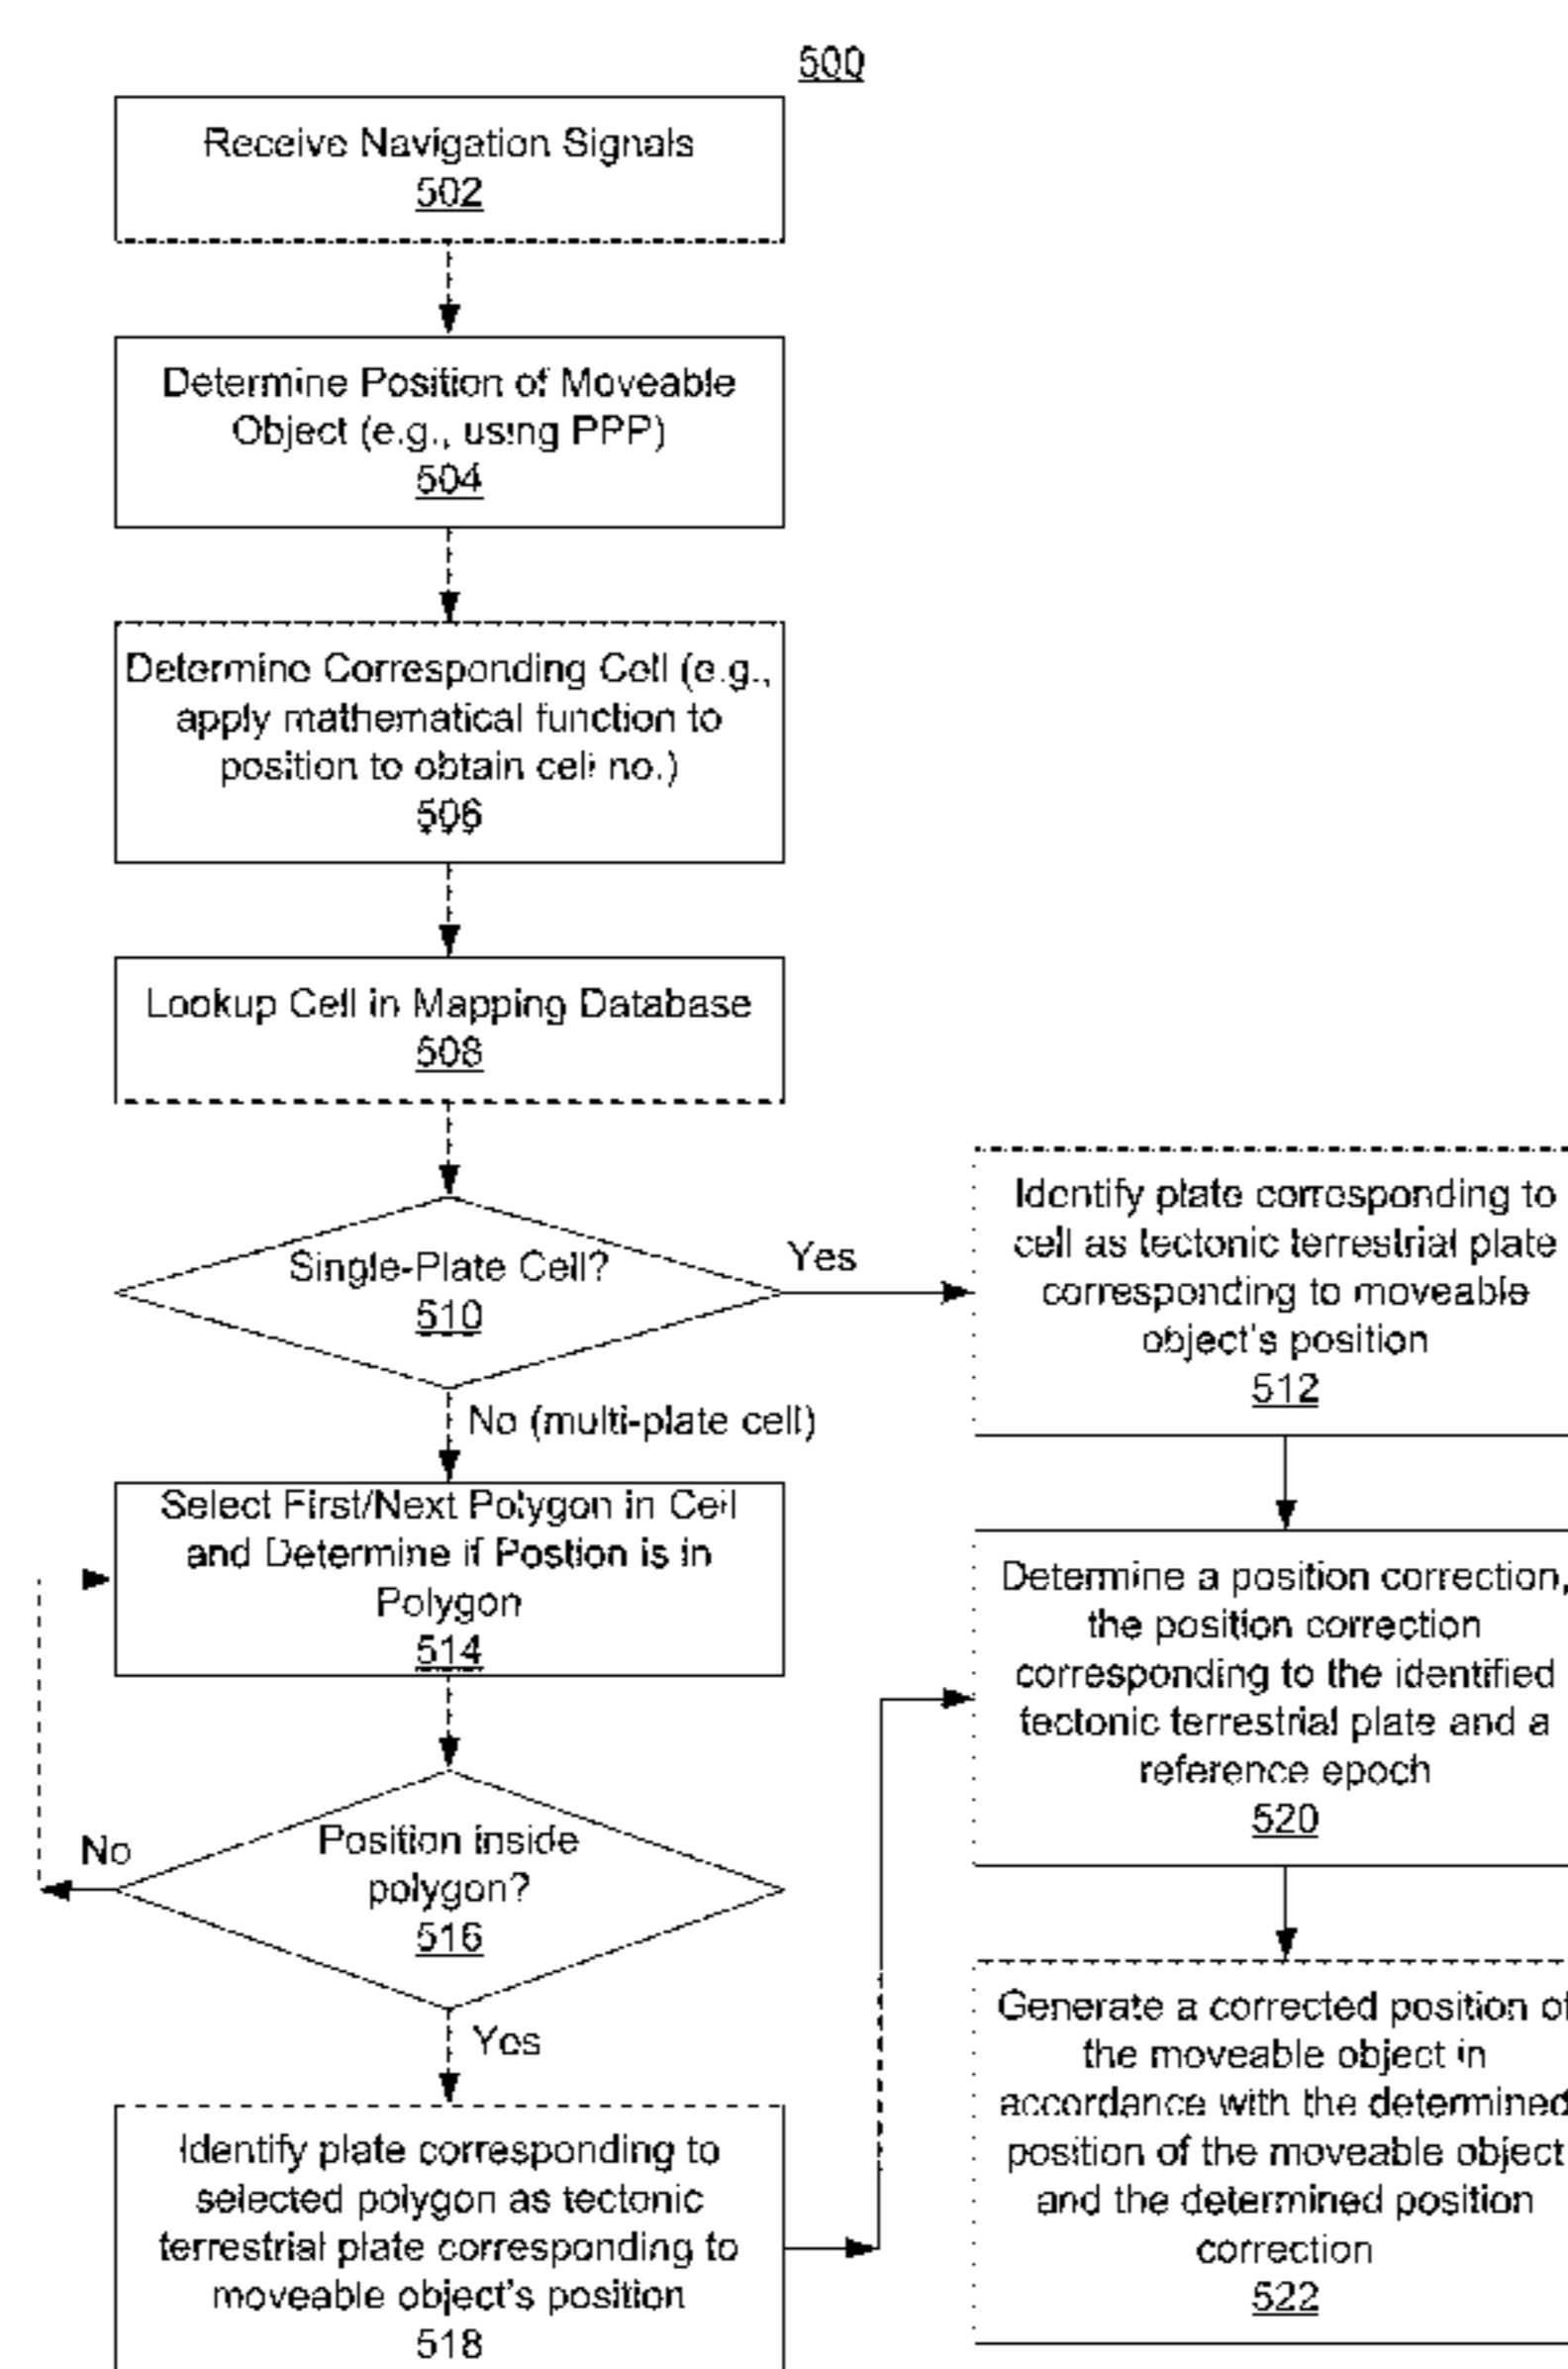 500
Receive Navigation Signals
502
Determine Position of Moveable
Object (e.g., using PPP)
504
Determine Corresponding Cell (e.g.,
apply mathematical function to
position to obtain cell no.)
506
Lookup Cell in Mapping Database
508
Single-Plate Cell?
510
Yes
No (multi-plate cell)
Identify plate corresponding to
cell as tectonic terrestrial plate
corresponding to moveable
object's position
512
Select First/Next Polygon in Cell
and Determine if Postion is in
Polygon
514
Position inside
polygon?
516
No
Yes
Identify plate corresponding to
selected polygon as tectonic
terrestrial plate corresponding to
moveable object's position
518
Determine a position correction,
the position correction
corresponding to the identified
tectonic terrestrial plate and a
reference epoch
520
Generate a corrected position of
the moveable object in
accordance with the determined
position of the moveable object
and the determined position
correction
522